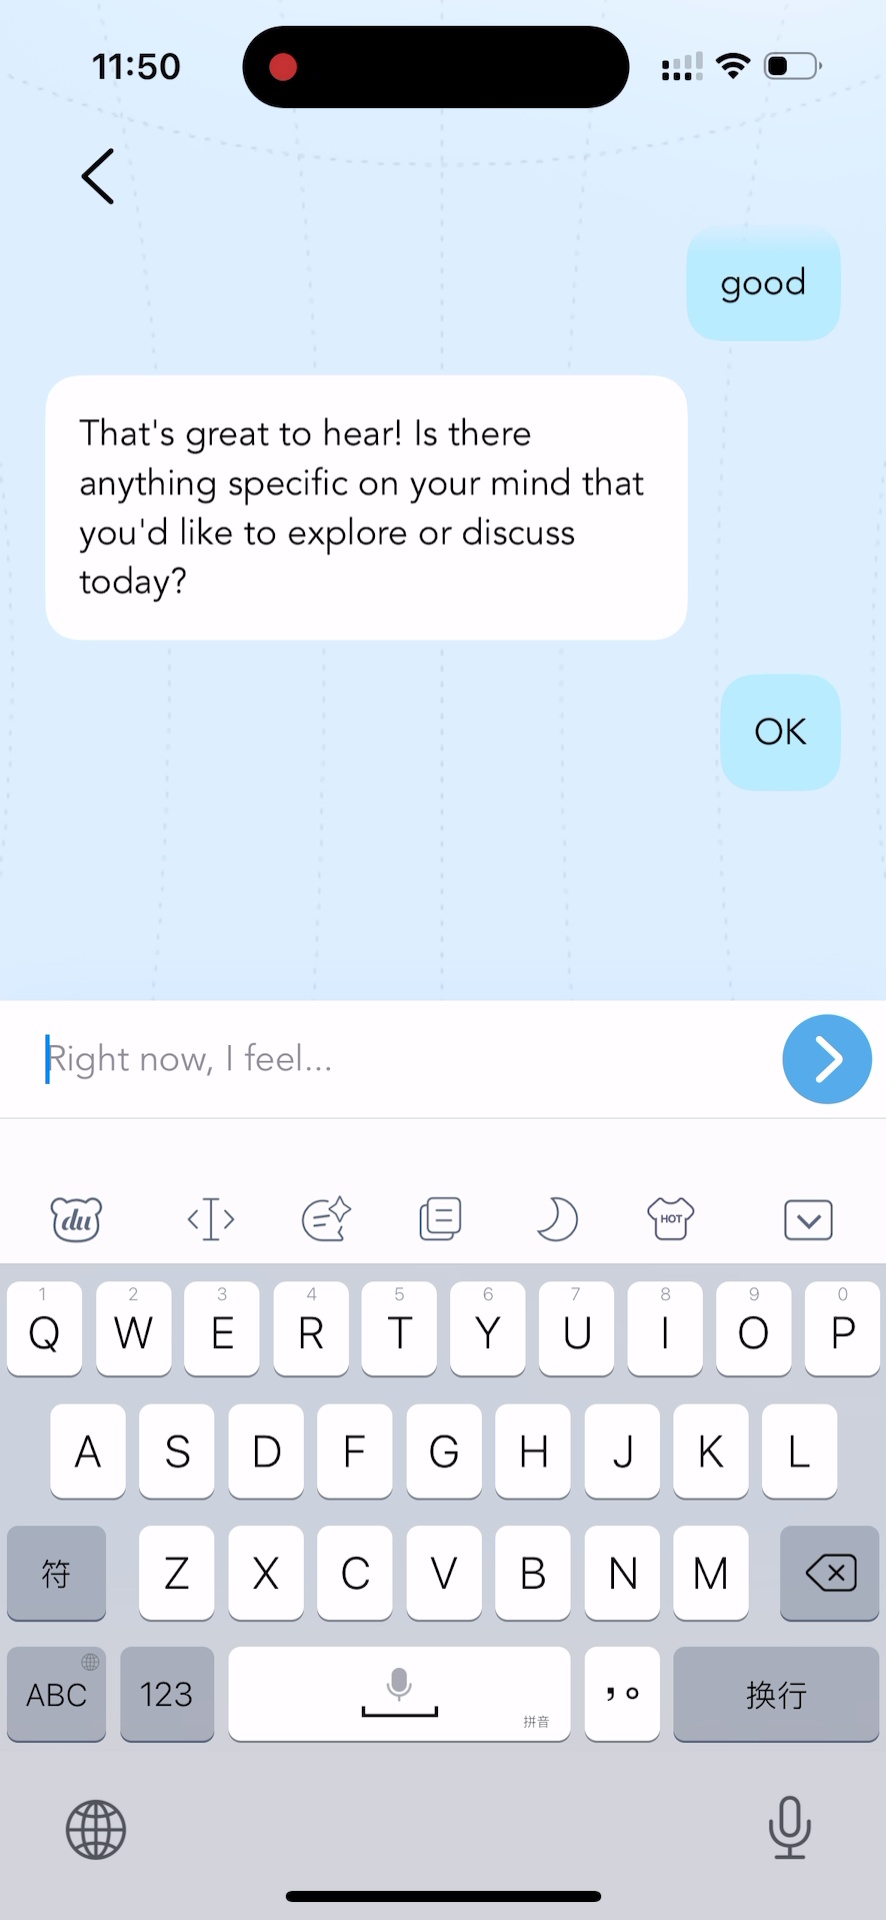 11:50
good
That's great to hear! Is there
anything specific on your mind that
you'd like to explore or discuss
today?
OK
Right now, I feel...
du
HOT
1 2 3 4 5 6 7 8 9 0
Q W E R T Y U I O P
A S D F G H J K L
符 Z X C V B N M
ABC 123 拼音 ,。 换行